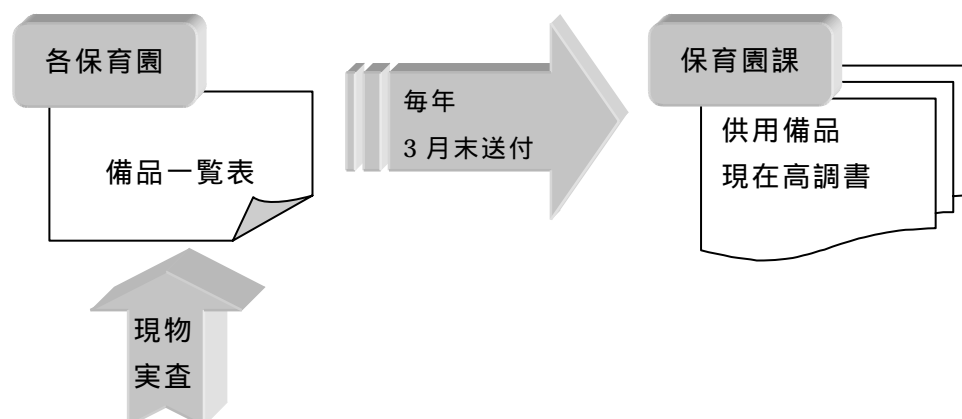 各保育園
備品一覧表
現物
実査
毎年
3月末送付
保育園課
供用備品
現在高調書